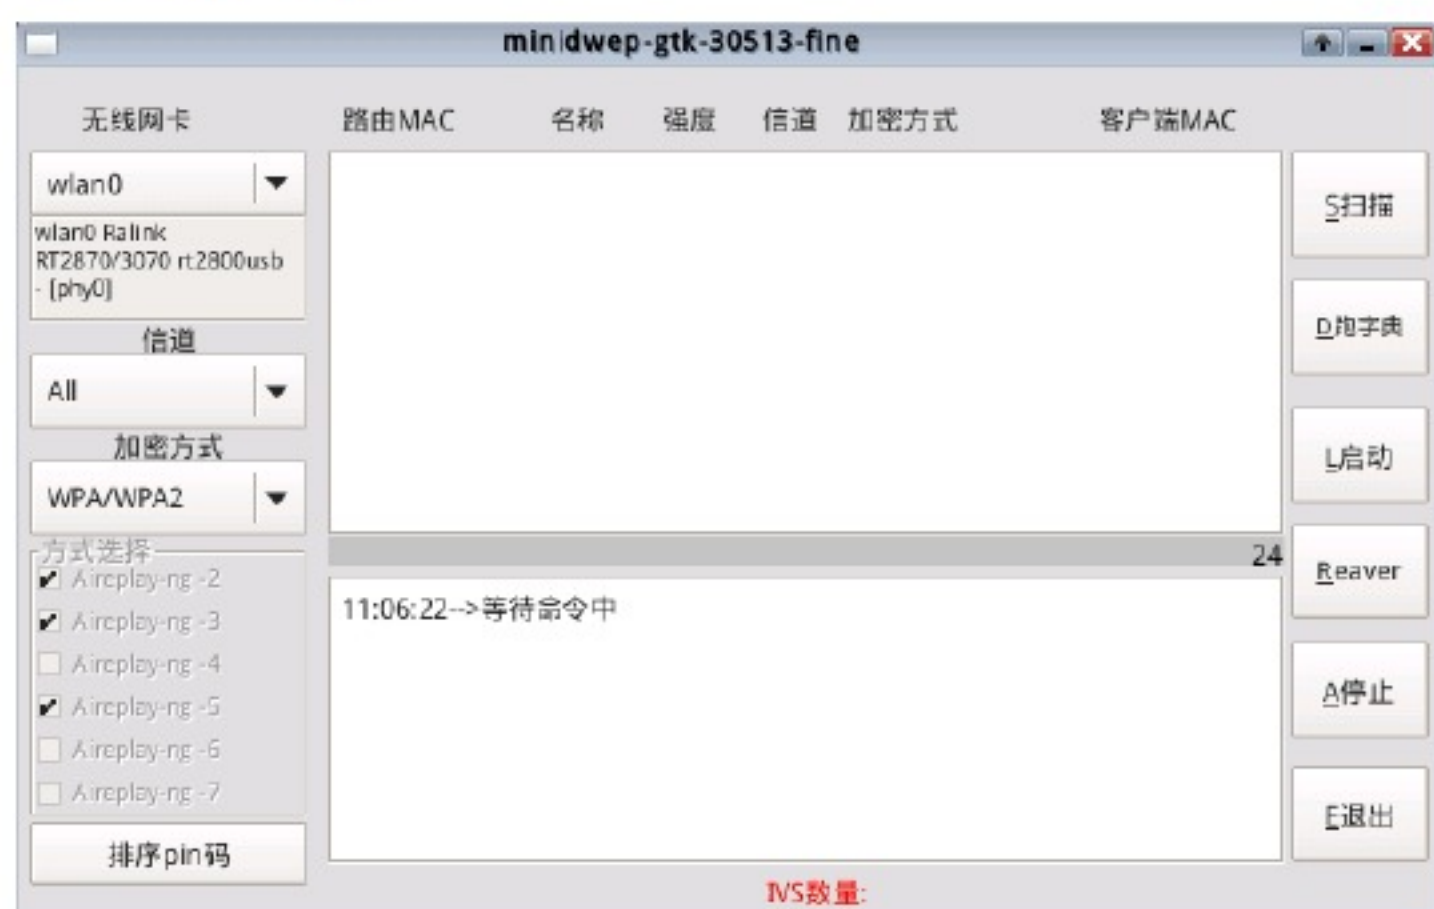 minidwep-gtk-30513-fine
无线网卡 路由MAC 名称 强度 信道 加密方式 客户端MAC
wlan0
wlan0 Ralink
RT2870/3070 rt2800usb
- [phy0]
信道
All
加密方式
WPA/WPA2
方式选择
Aireplay-ng -2
Aireplay-ng -3
Aireplay-ng -4
Aireplay-ng -5
Aireplay-ng -6
Aireplay-ng -7
排序pin码
24
11:06:22-->等待命令中
IVS数量:
S扫描
D跑字典
L启动
Reaver
A停止
E退出